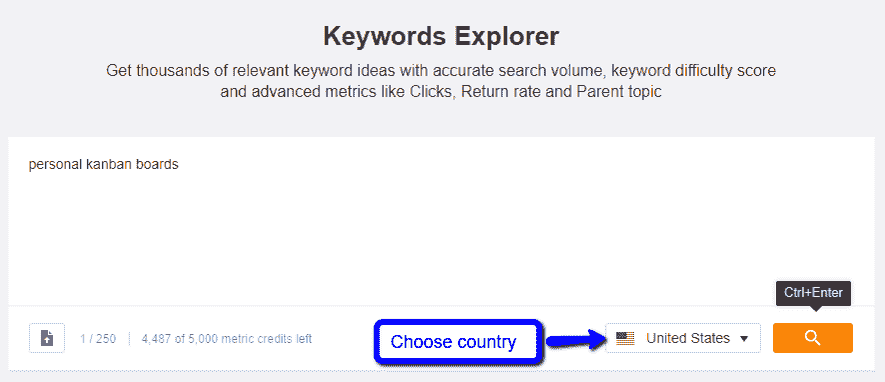 Keywords Explorer
Get thousands of relevant keyword ideas with accurate search volume, keyword difficulty score
and advanced metrics like Clicks, Return rate and Parent topic
personal kanban boards
Ctrl+Enter
1 / 250 4,487 of 5,000 metric credits left Choose country United States